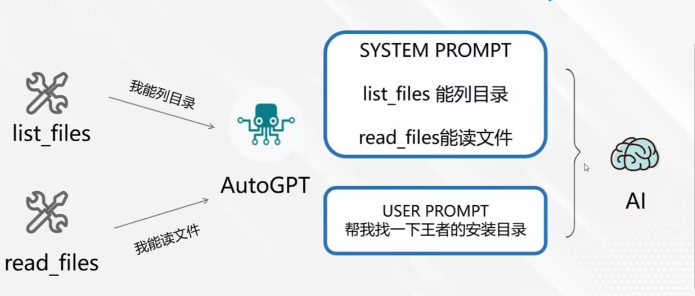 我能列目录
list_files
AutoGPT
我能读文件
read_files
SYSTEM PROMPT
list_files 能列目录
read_files能读文件
USER PROMPT
帮我找一下王者的安装目录
AI